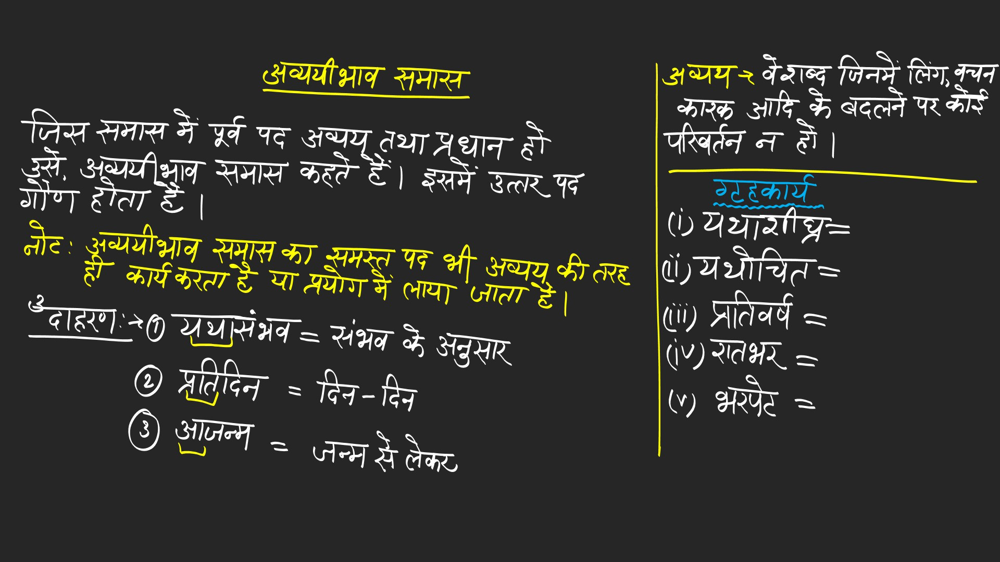 अव्ययीभाव समास
जिस समास में पूर्व पद अव्यय तथा प्रधान हो
उसे, अव्ययीभाव समास कहते हैं। इसमें उत्तर पद
गौण होता है।
नोट: अव्ययीभाव समास का समस्त पद भी अव्यय की तरह
ही कार्य करता है या प्रयोग में लाया जाता है।
उदाहरण:→ ① यथासंभव = संभव के अनुसार
② प्रतिदिन = दिन-दिन
③ आजन्म = जन्म से लेकर
अव्यय → वे शब्द जिनमें लिंग, वचन
कारक आदि के बदलने पर कोई
परिवर्तन न हो।
गृहकार्य
(i) यथाशीघ्र =
(ii) यथोचित =
(iii) प्रतिवर्ष =
(iv) रातभर =
(v) भरपेट =